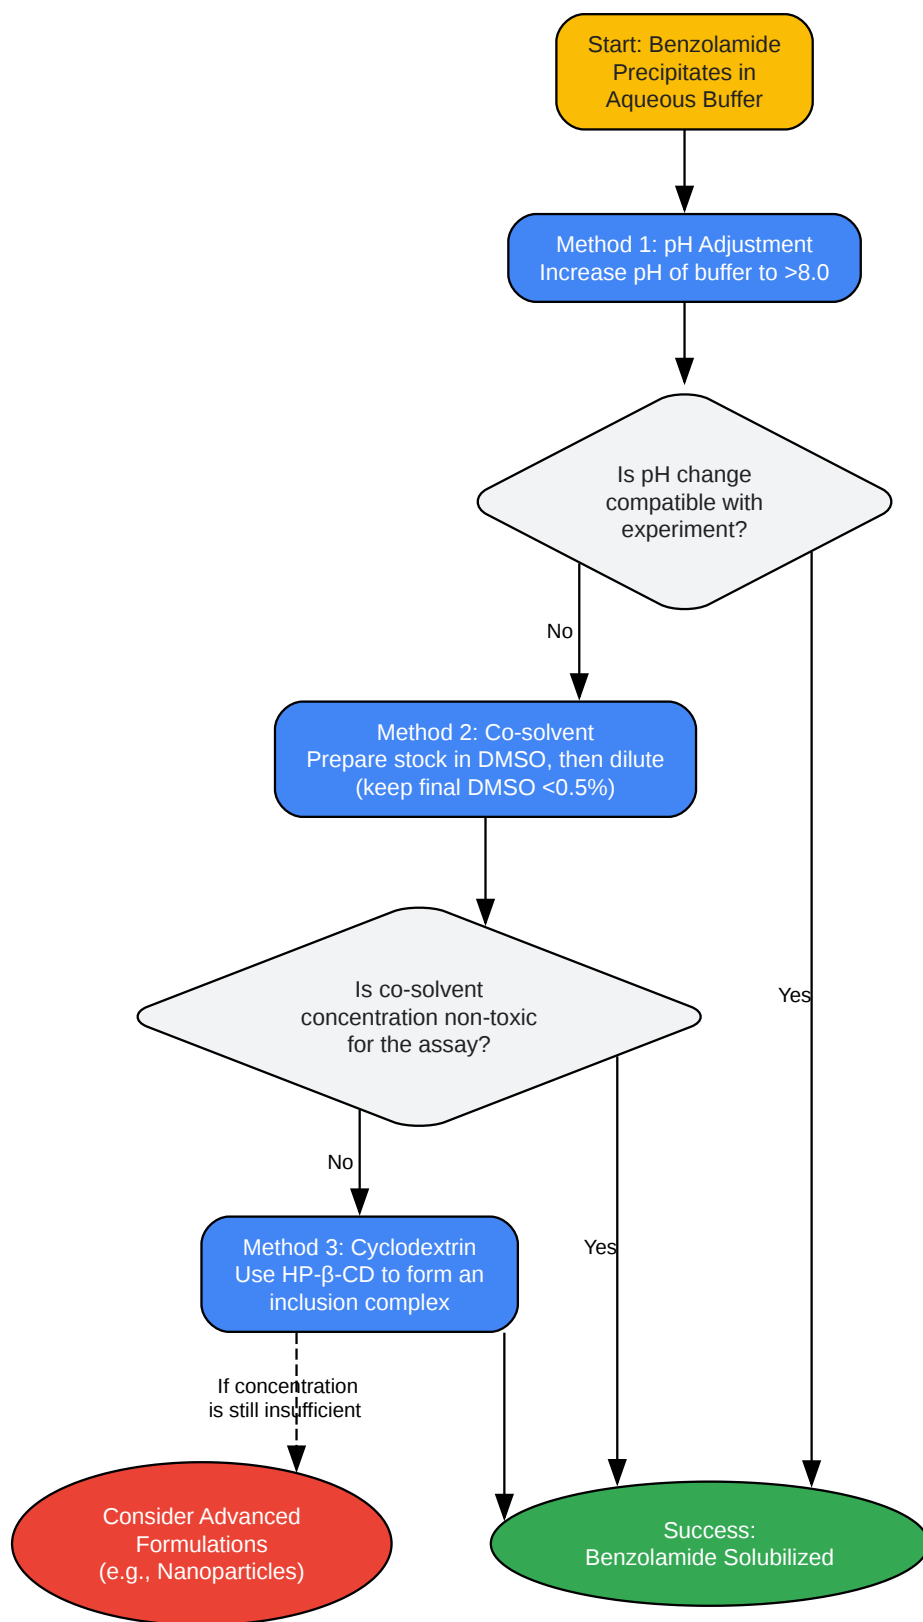 Start: Benzolamide
Precipitates in
Aqueous Buffer
Method 1: pH Adjustment
Increase pH of buffer to >8.0
Is pH change
compatible with
experiment?
No
Method 2: Co-solvent
Prepare stock in DMSO, then dilute
(keep final DMSO <0.5%)
Is co-solvent
concentration non-toxic
for the assay?
Yes
No
Method 3: Cyclodextrin
Use HP-β-CD to form an
inclusion complex
Yes
If concentration
is still insufficient
Consider Advanced
Formulations
(e.g., Nanoparticles)
Success:
Benzolamide Solubilized